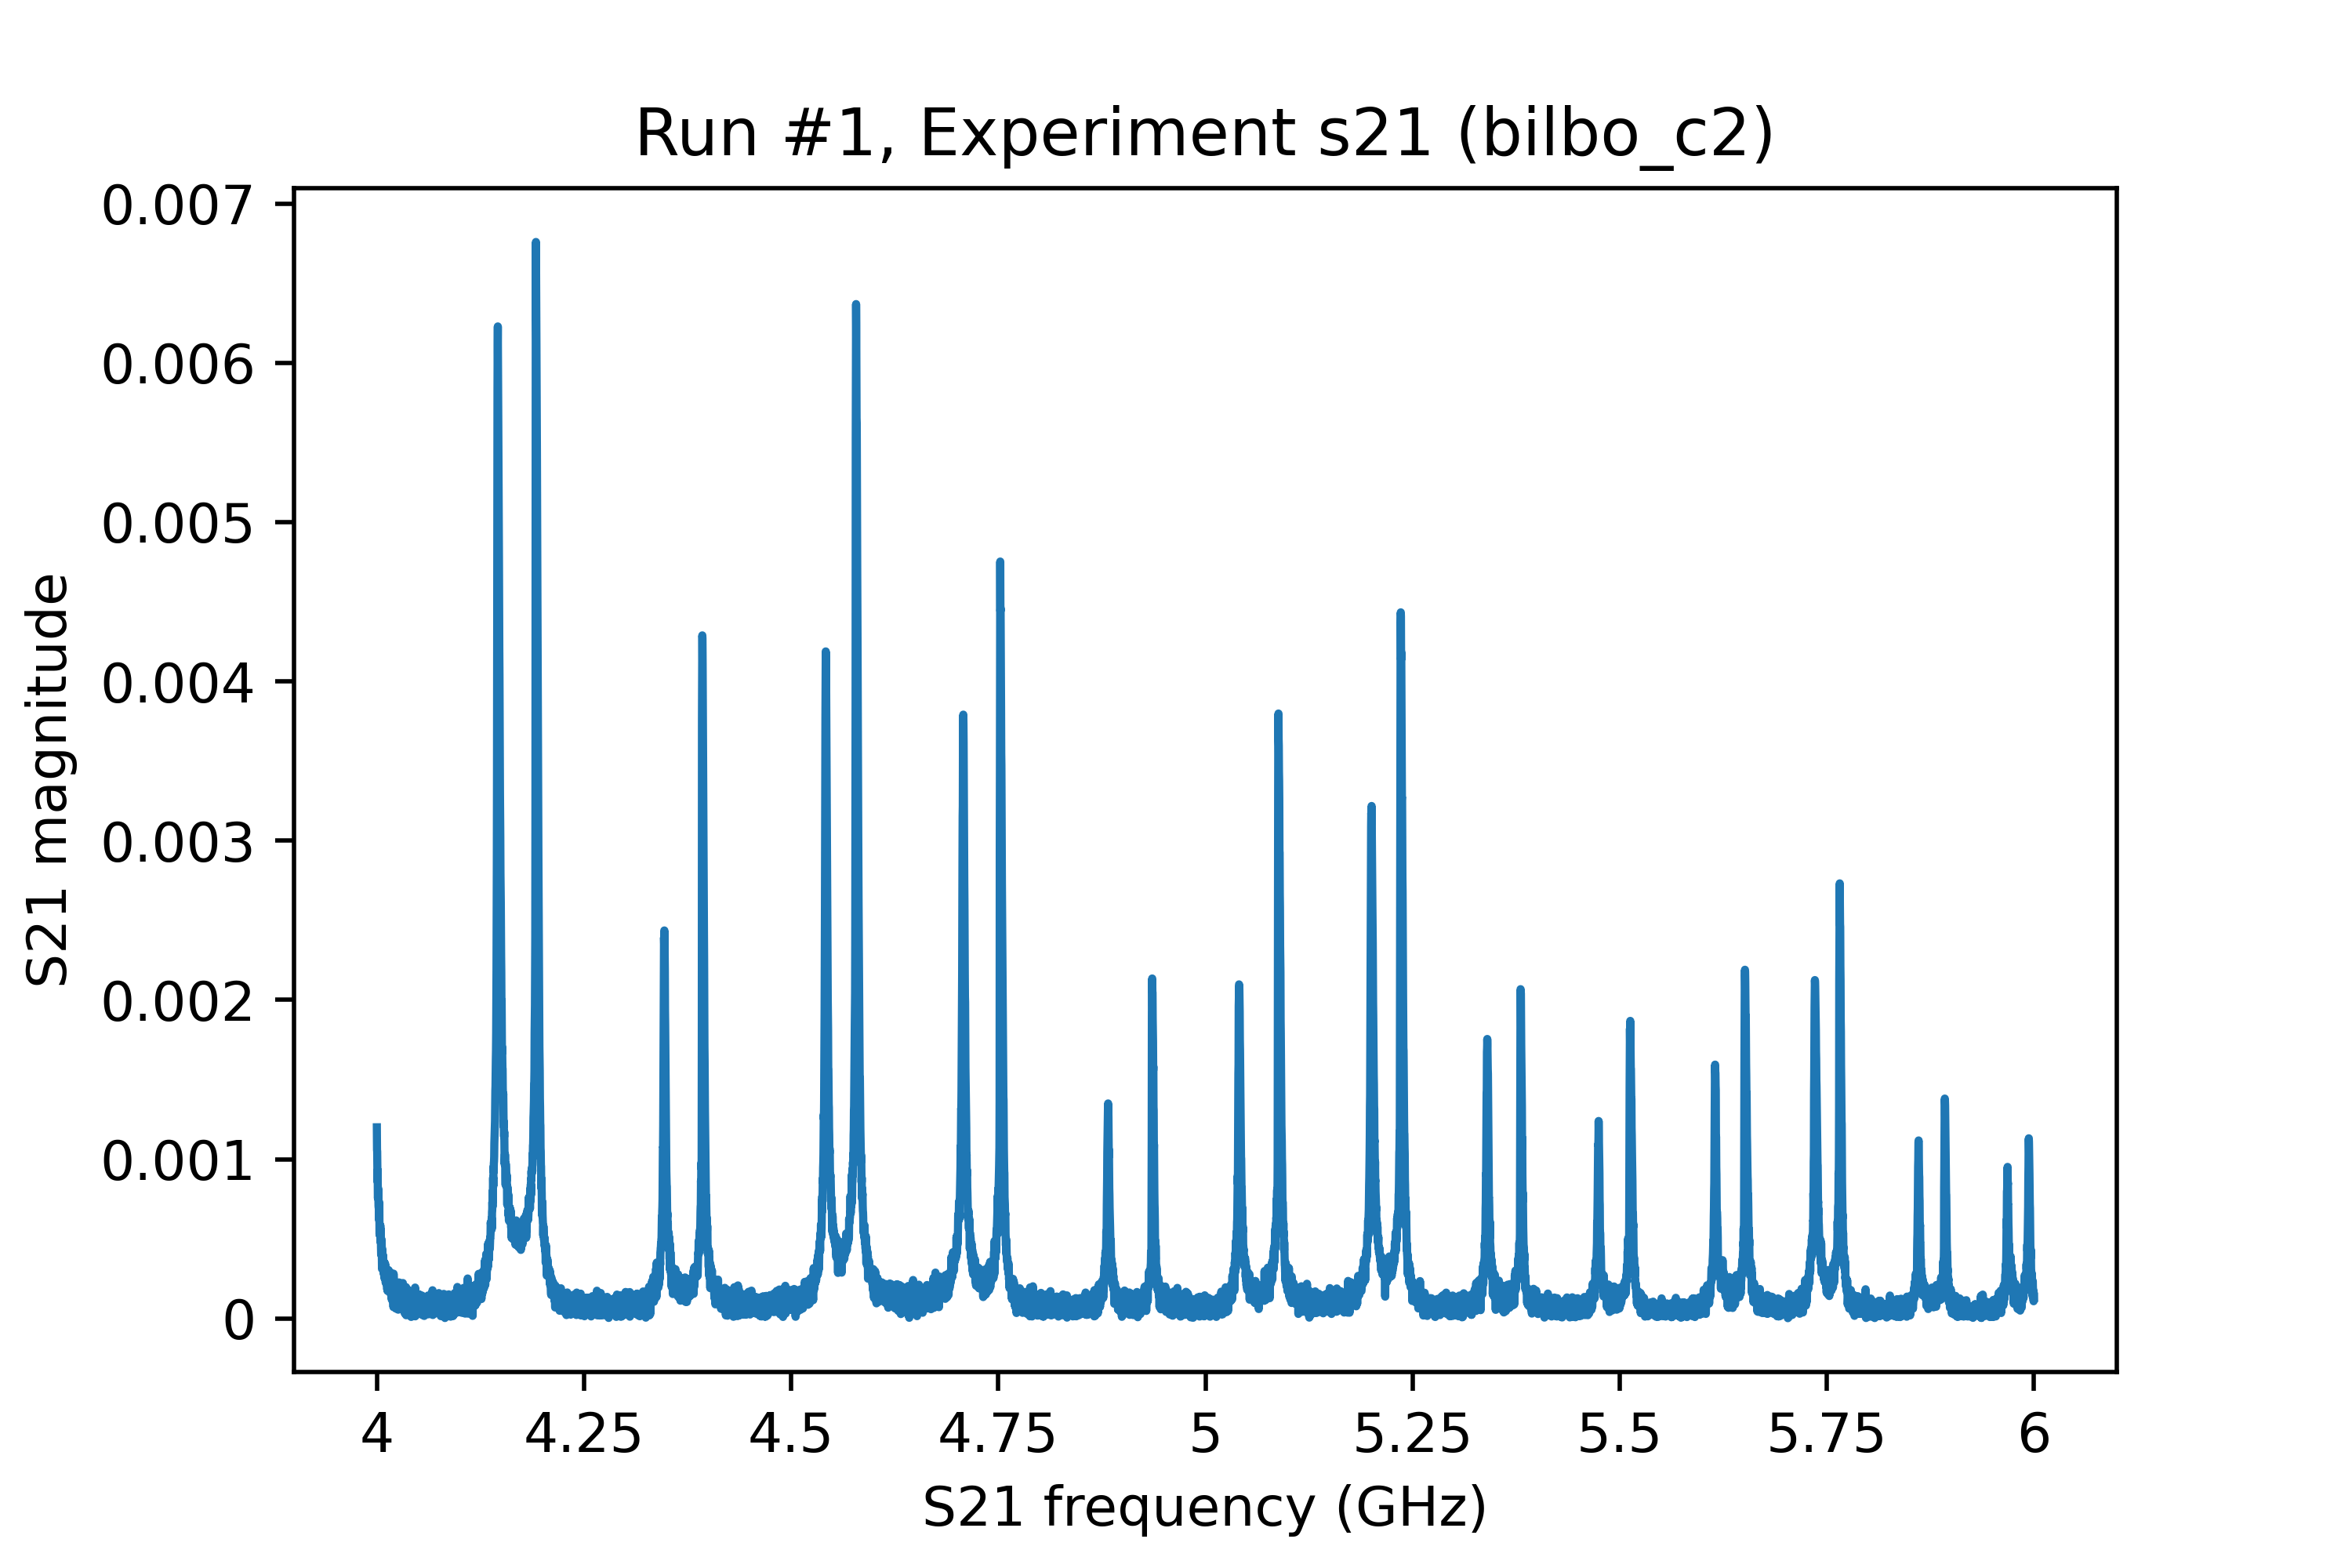 Run #1, Experiment s21 (bilbo_c2)
S21 magnitude
0.007
0.006
0.005
0.004
0.003
0.002
0.001
0
4 4.25 4.5 4.75 5 5.25 5.5 5.75 6
S21 frequency (GHz)